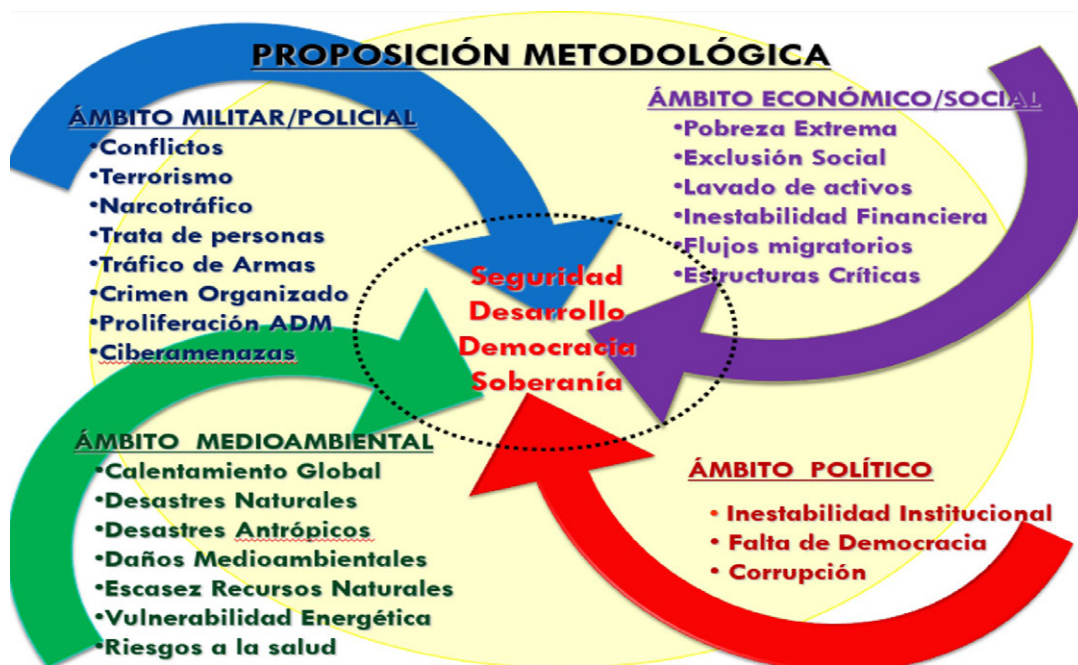 PROPOSICIÓN METODOLÓGICA
ÁMBITO MILITAR/POLICIAL
•Conflictos
•Terrorismo
•Narcotráfico
•Trata de personas
•Tráfico de Armas
•Crimen Organizado
•Proliferación ADM
•Ciberamenazas
ÁMBITO ECONÓMICO/SOCIAL
•Pobreza Extrema
•Exclusión Social
•Lavado de activos
•Inestabilidad Financiera
•Flujos migratorios
•Estructuras Críticas
Seguridad
Desarrollo
Democracia
Soberanía
ÁMBITO MEDIOAMBIENTAL
•Calentamiento Global
•Desastres Naturales
•Desastres Antrópicos
•Daños Medioambientales
•Escasez Recursos Naturales
•Vulnerabilidad Energética
•Riesgos a la salud
ÁMBITO POLÍTICO
• Inestabilidad Institucional
• Falta de Democracia
• Corrupción